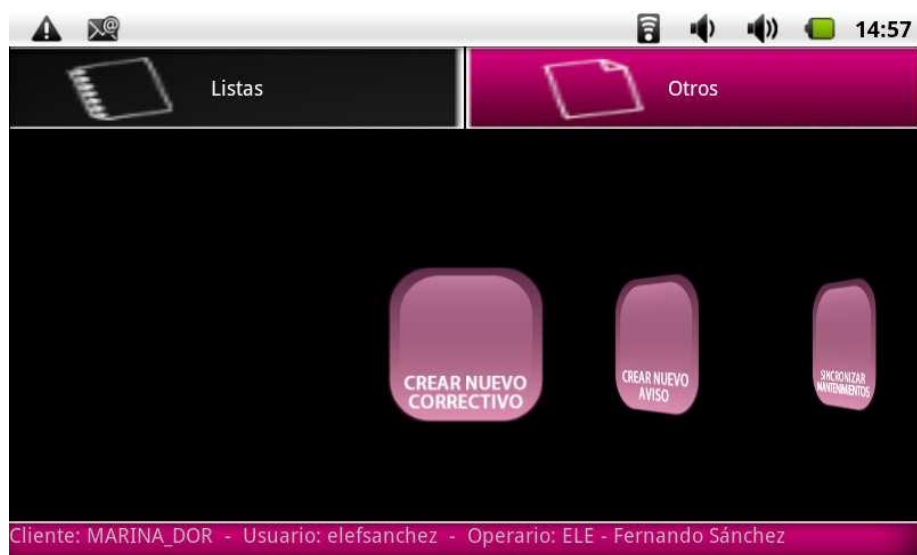 14:57
Listas
Otros
CREAR NUEVO
CORRECTIVO
CREAR NUEVO
AVISO
SINCRONIZAR
MANTENIMIENTOS
Cliente: MARINA_DOR - Usuario: elefsanchez - Operario: ELE - Fernando Sánchez